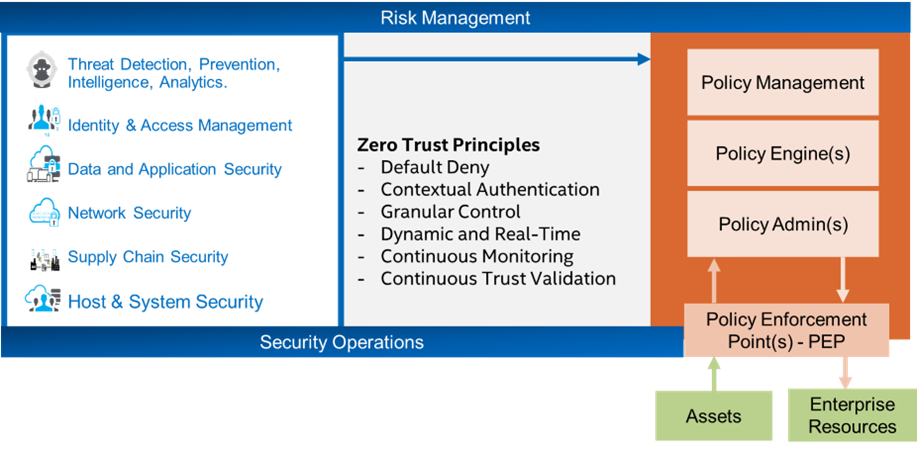 Risk Management
Threat Detection, Prevention,
Intelligence, Analytics.
Identity & Access Management
Data and Application Security
Network Security
Supply Chain Security
Host & System Security
Zero Trust Principles
- Default Deny
- Contextual Authentication
- Granular Control
- Dynamic and Real-Time
- Continuous Monitoring
- Continuous Trust Validation
Policy Management
Policy Engine(s)
Policy Admin(s)
Policy Enforcement
Point(s) - PEP
Security Operations
Assets
Enterprise
Resources